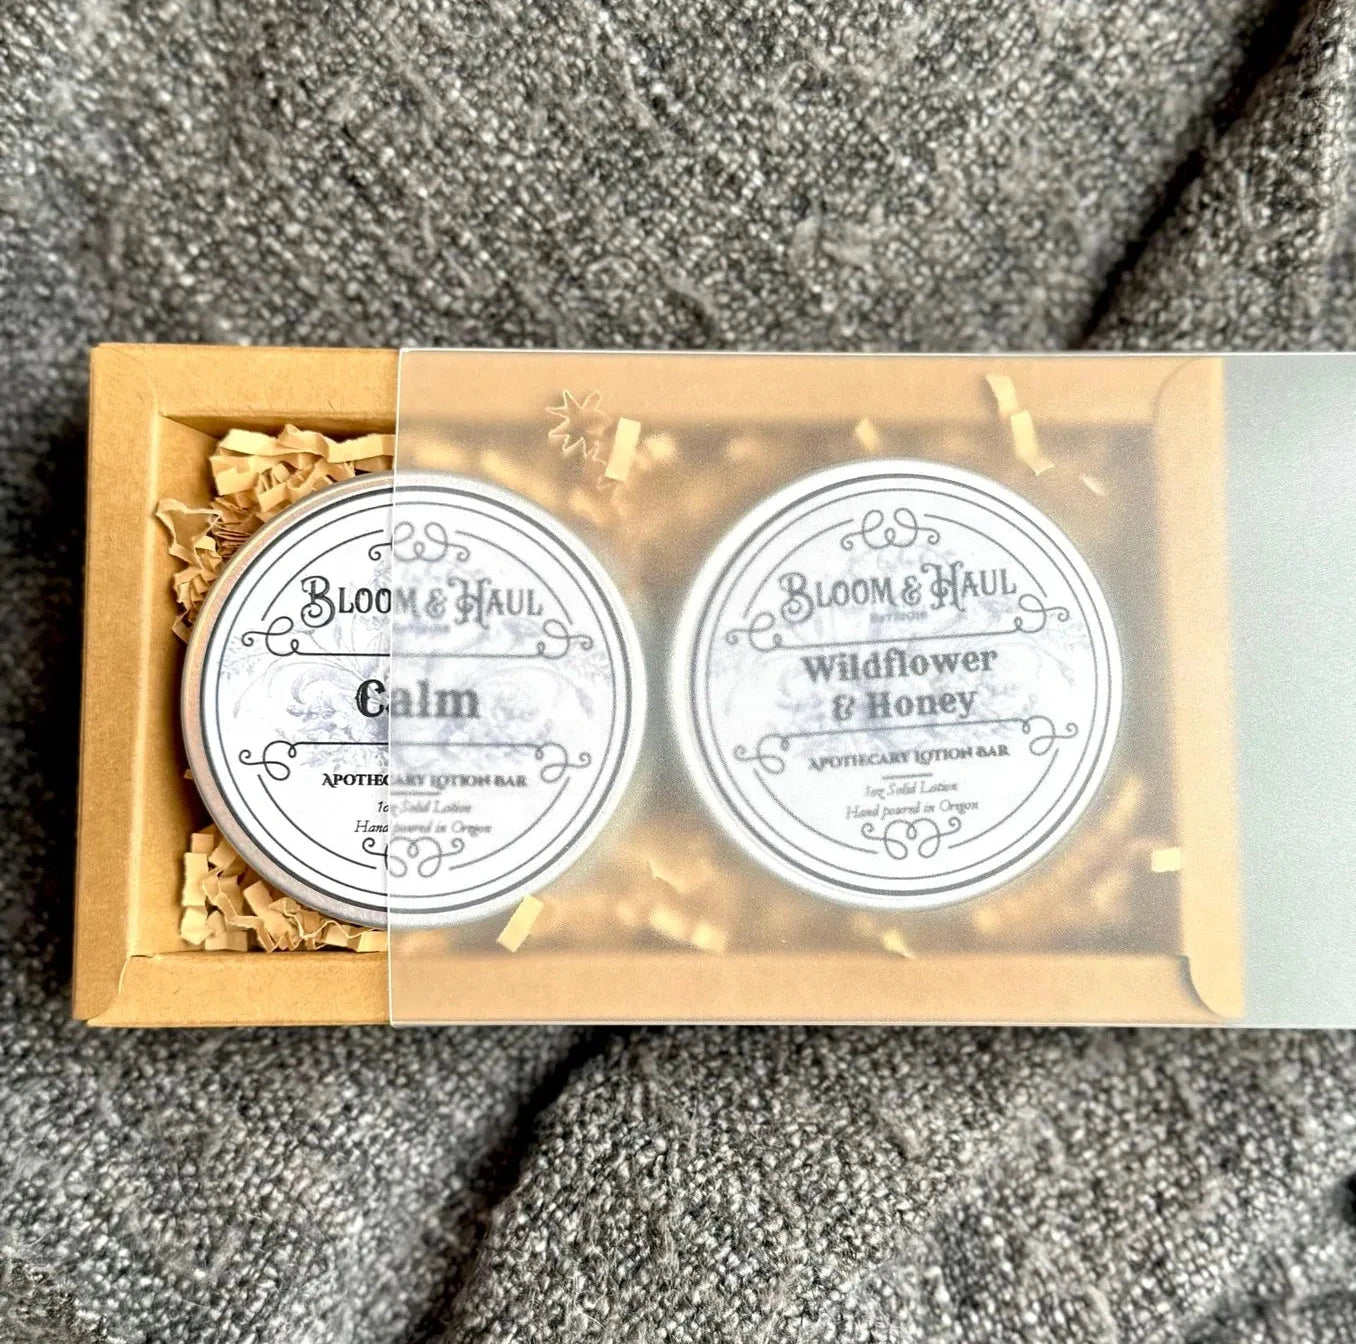 BLOOM & HAUL
Calm
APOTHECARY LOTION BAR
1oz Solid Lotion
Hand poured in Oregon
BLOOM & HAUL
Wildflower
& Honey
APOTHECARY LOTION BAR
1oz Solid Lotion
Hand poured in Oregon